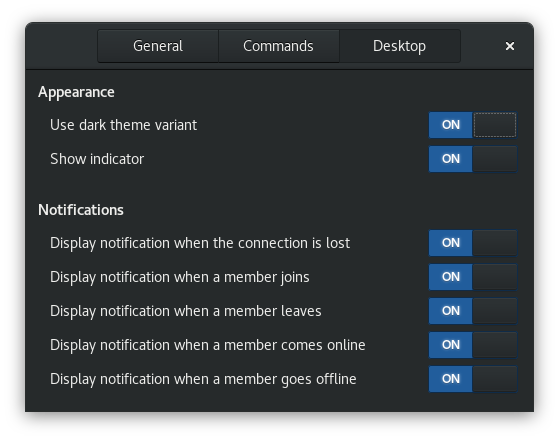 General Commands Desktop ×
Appearance
Use dark theme variant ON
Show indicator ON
Notifications
Display notification when the connection is lost ON
Display notification when a member joins ON
Display notification when a member leaves ON
Display notification when a member comes online ON
Display notification when a member goes offline ON